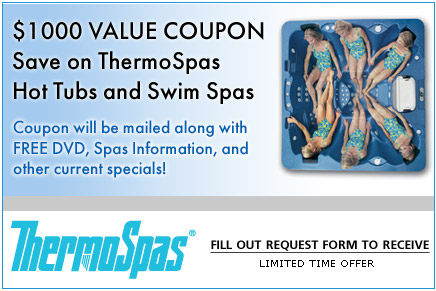 $1000 VALUE COUPON
Save on ThermoSpas
Hot Tubs and Swim Spas
Coupon will be mailed along with
FREE DVD, Spas Information, and
other current specials!
ThermoSpas®
FILL OUT REQUEST FORM TO RECEIVE
LIMITED TIME OFFER